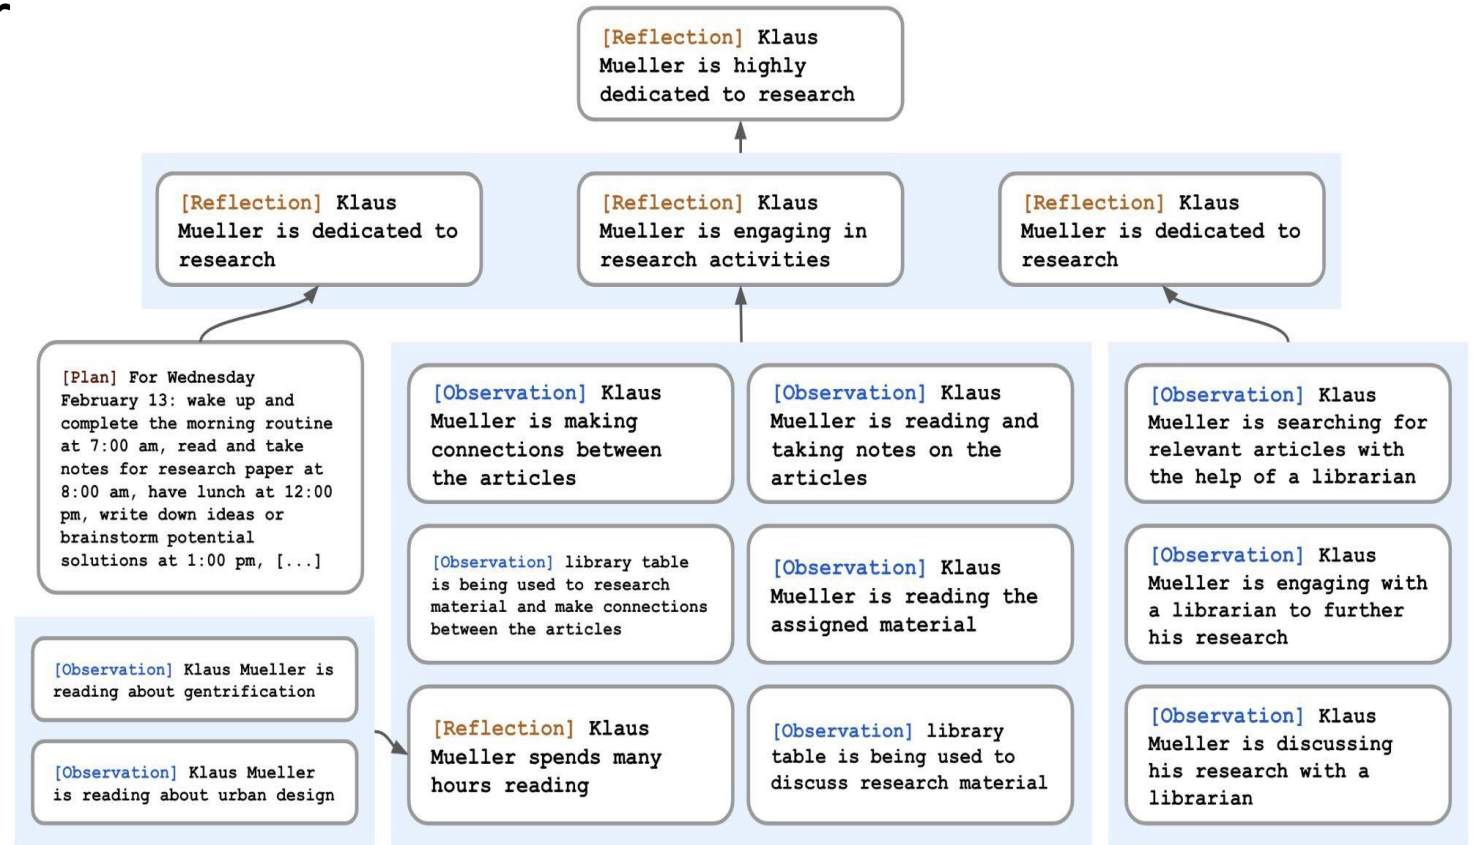 [Reflection] Klaus
Mueller is highly
dedicated to research
[Reflection] Klaus
Mueller is dedicated to
research
[Reflection] Klaus
Mueller is engaging in
research activities
[Reflection] Klaus
Mueller is dedicated to
research
[Plan] For Wednesday
February 13: wake up and
complete the morning routine
at 7:00 am, read and take
notes for research paper at
8:00 am, have lunch at 12:00
pm, write down ideas or
brainstorm potential
solutions at 1:00 pm, [...]
[Observation] Klaus Mueller is
reading about gentrification
[Observation] Klaus Mueller
is reading about urban design
[Observation] Klaus
Mueller is making
connections between
the articles
[Observation] Klaus
Mueller is reading and
taking notes on the
articles
[Observation] library table
is being used to research
material and make connections
between the articles
[Observation] Klaus
Mueller is reading the
assigned material
[Reflection] Klaus
Mueller spends many
hours reading
[Observation] library
table is being used to
discuss research material
[Observation] Klaus
Mueller is searching for
relevant articles with
the help of a librarian
[Observation] Klaus
Mueller is engaging with
a librarian to further
his research
[Observation] Klaus
Mueller is discussing
his research with a
librarian